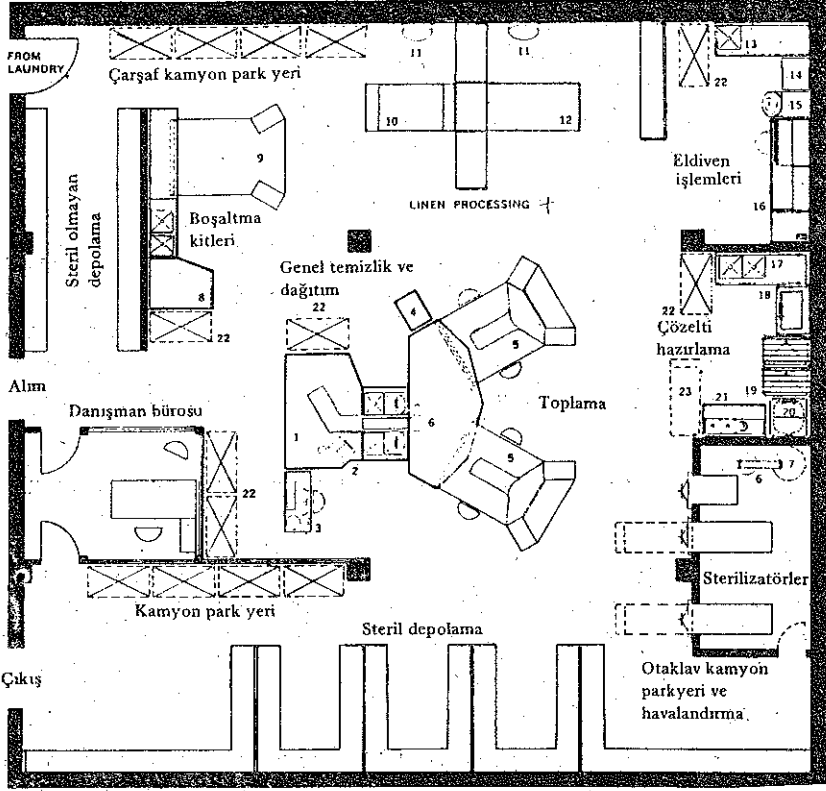 FROM
LAUNDRY
Çarşaf kamyon park yeri
11
11
13
14
15
22
10
12
9
LINEN PROCESSING
Eldiven
işlemleri
16
Steril olmayan
depolama
Boşaltma
kitleri
8
22
Genel temizlik ve
dağıtım
22
4
5
17
18
22
Çözelti
hazırlama
19
23
21
20
Alım
Danışman bürosu
Toplama
1
2
3
6
5
22
6
7
Kamyon park yeri
Sterilizatörler
Steril depolama
Çıkış
Otaklav kamyon
parkyeri ve
havalandırma